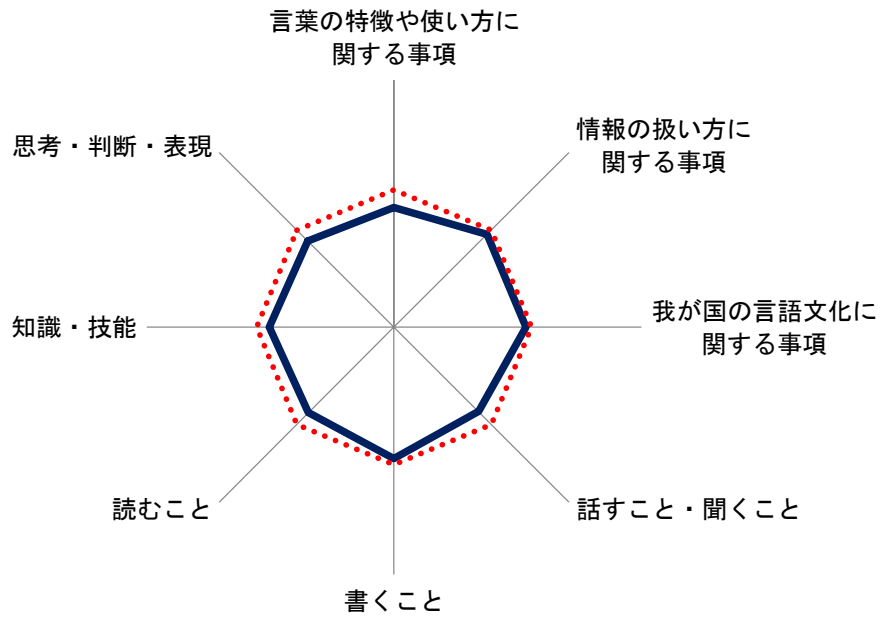 言葉の特徴や使い方に
関する事項
情報の扱い方に
関する事項
我が国の言語文化に
関する事項
話すこと・聞くこと
書くこと
読むこと
知識・技能
思考・判断・表現